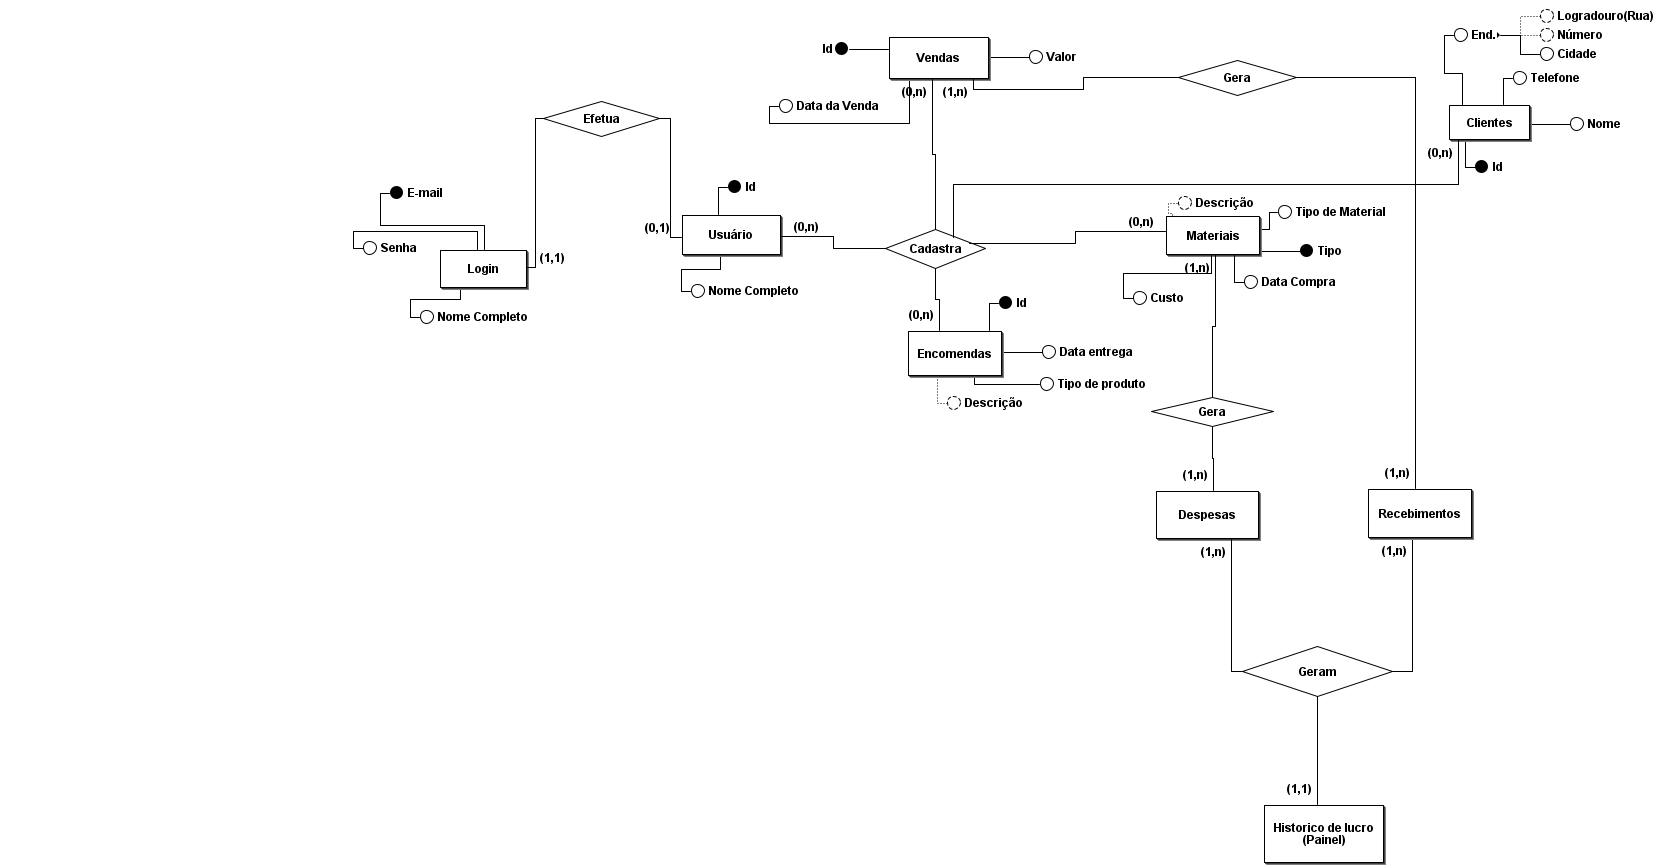 Logradouro(Rua)
End.
Número
Id
Vendas
Valor
Cidade
Gera
Telefone
(0,n)
(1,n)
Data da Venda
Efetua
Clientes
Nome
(0,n)
Id
E-mail
Id
Descrição
Tipo de Material
(0,1)
Usuário
(0,n)
(0,n)
Materiais
Senha
Cadastra
Tipo
Login
(1,1)
(1,n)
Data Compra
Nome Completo
Custo
Nome Completo
(0,n)
Id
Encomendas
Data entrega
Tipo de produto
Descrição
Gera
(1,n)
(1,n)
Despesas
Recebimentos
(1,n)
(1,n)
Geram
(1,1)
Historico de lucro
(Painel)